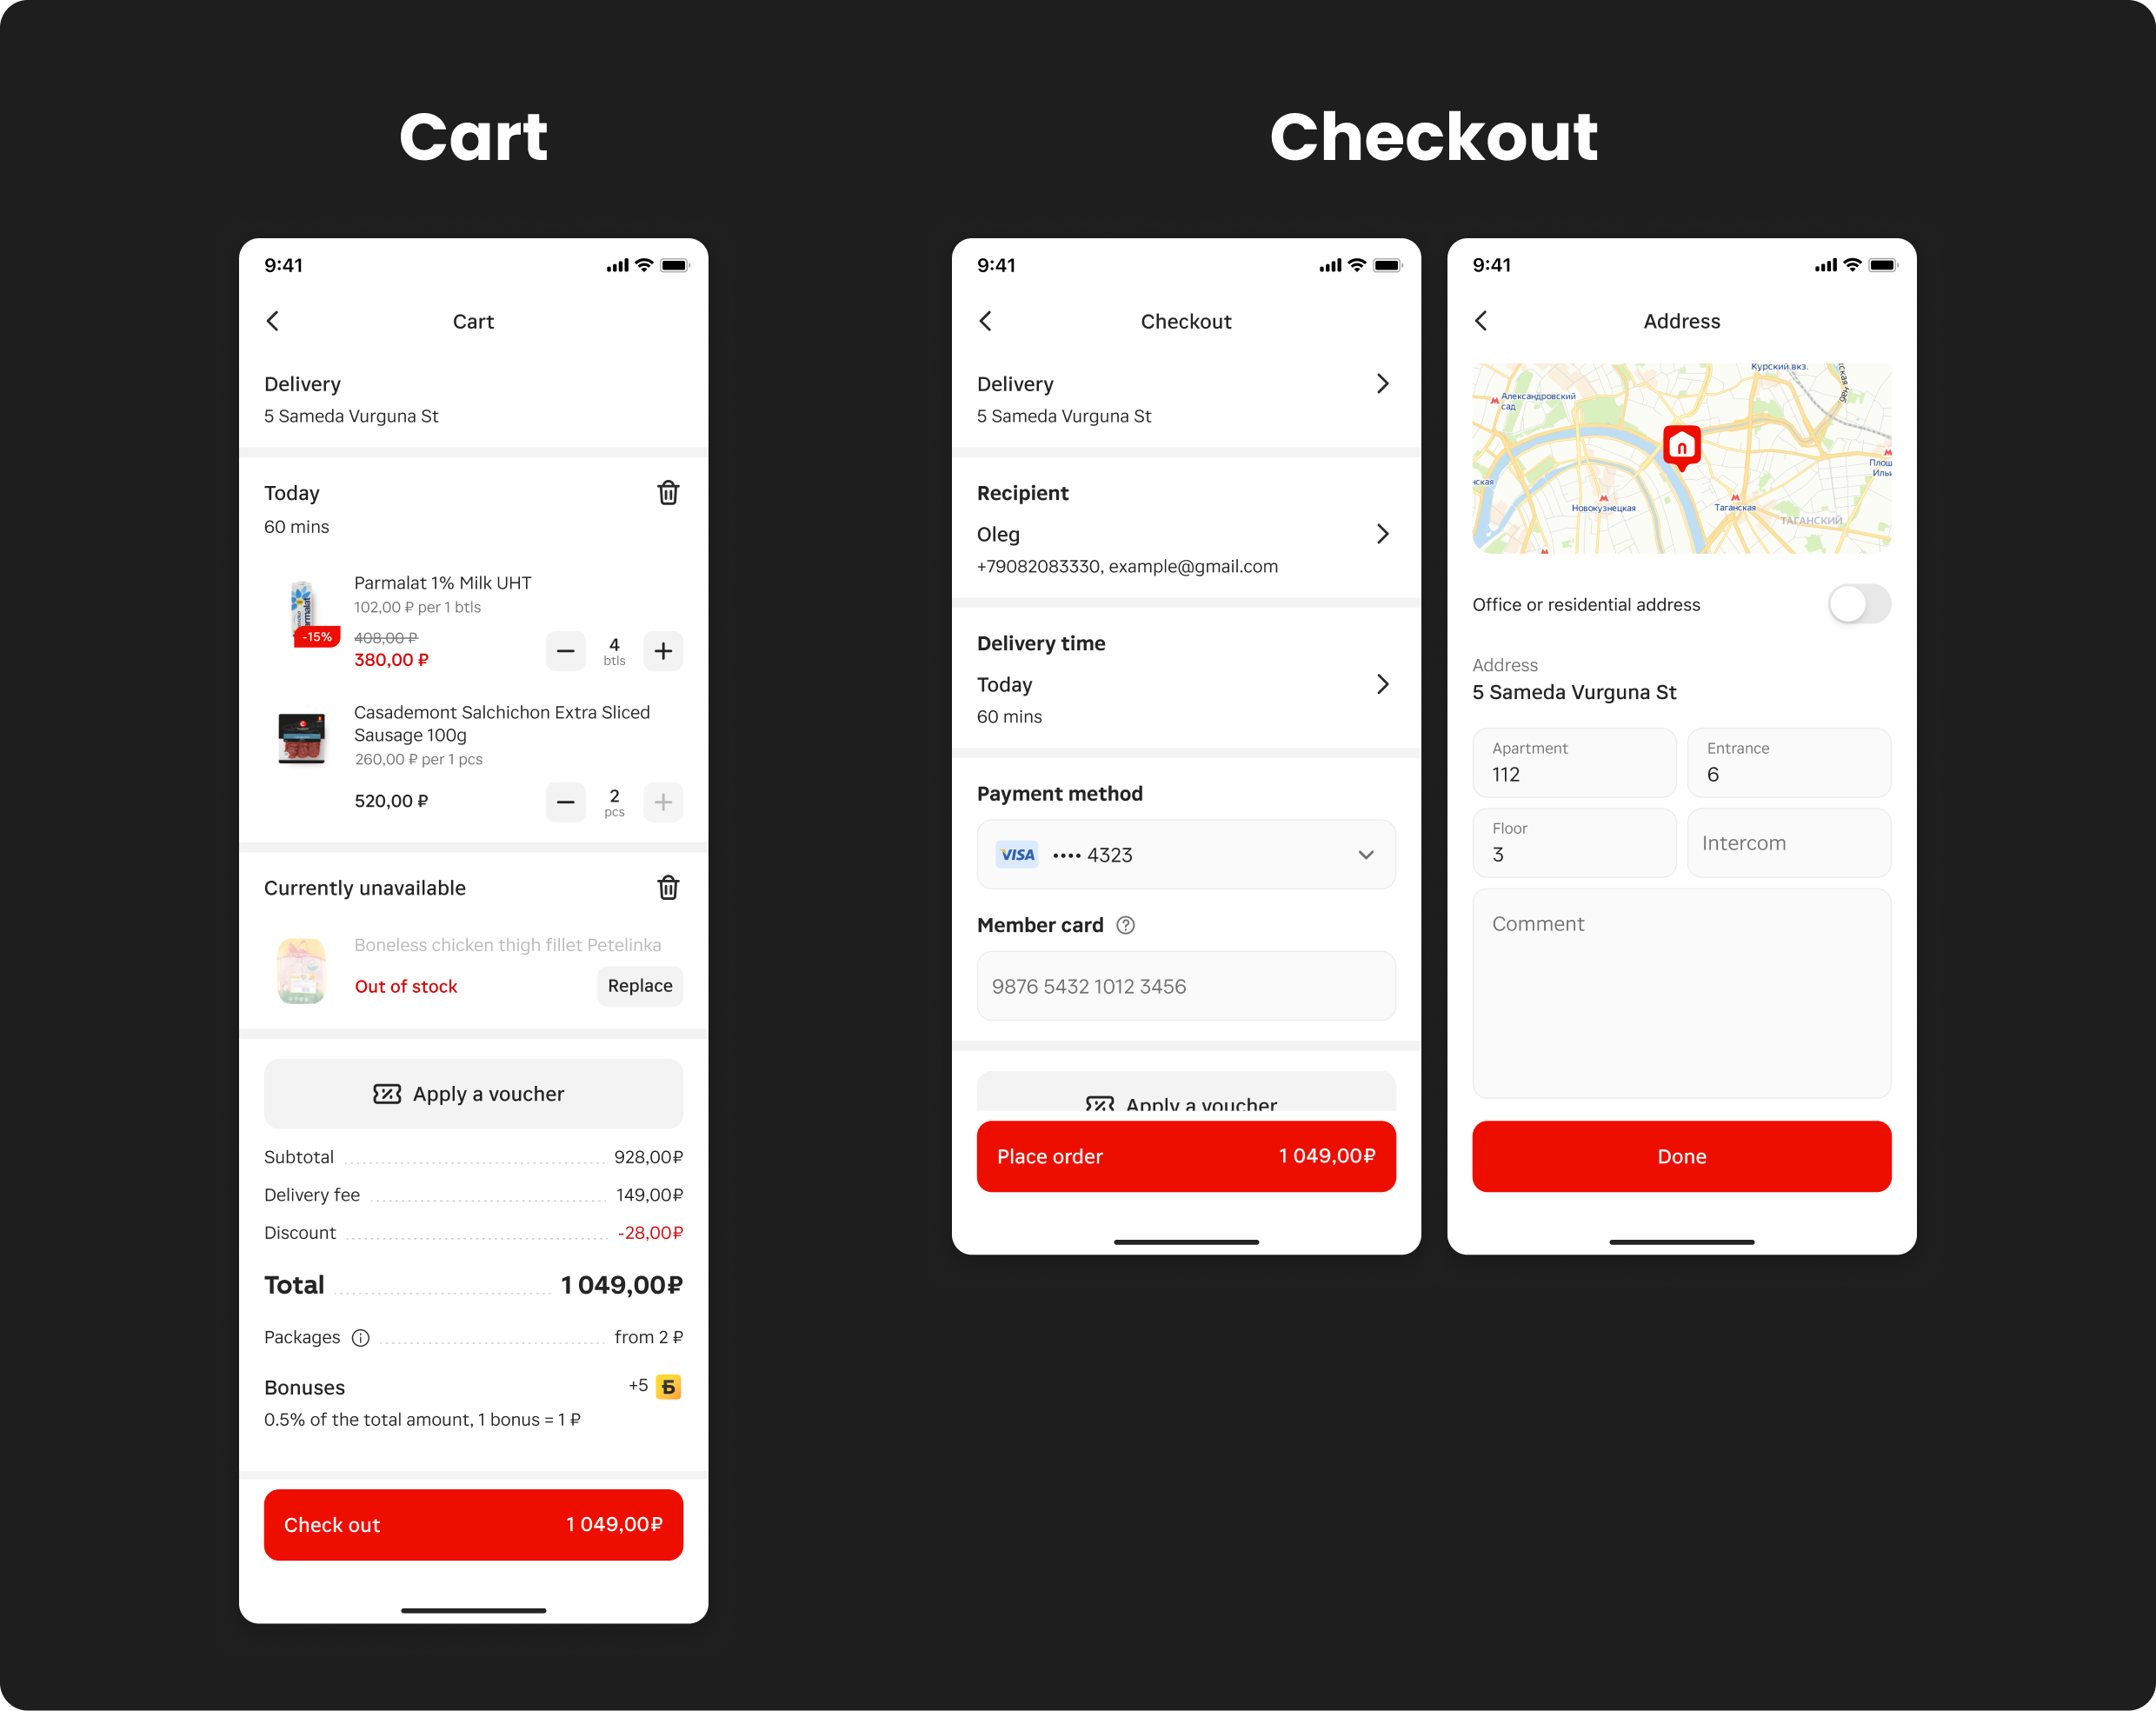 Cart
Checkout
9:41
Cart
Delivery
5 Sameda Vurguna St
Today
60 mins
Parmalat 1% Milk UHT
102,00 ₽ per 1 btls
-15%
408,00 ₽
380,00 ₽
4
btls
Casademont Salchichon Extra Sliced
Sausage 100g
260,00 ₽ per 1 pcs
520,00 ₽
2
pcs
Currently unavailable
Boneless chicken thigh fillet Petelinka
Out of stock
Replace
Apply a voucher
Subtotal 928,00₽
Delivery fee 149,00₽
Discount -28,00₽
Total 1 049,00₽
Packages from 2 ₽
Bonuses +5 Б
0.5% of the total amount, 1 bonus = 1 ₽
Check out 1 049,00₽
9:41
Checkout
Delivery
5 Sameda Vurguna St
Recipient
Oleg
+79082083330, example@gmail.com
Delivery time
Today
60 mins
Payment method
VISA •••• 4323
Member card
9876 5432 1012 3456
Apply a voucher
Place order 1 049,00₽
9:41
Address
Курский вкз.
Александровский
сад
Новокузнецкая
Таганская
ТАГАНСКИЙ
Площ
Ильи
нская
Office or residential address
Address
5 Sameda Vurguna St
Apartment
112
Entrance
6
Floor
3
Intercom
Comment
Done